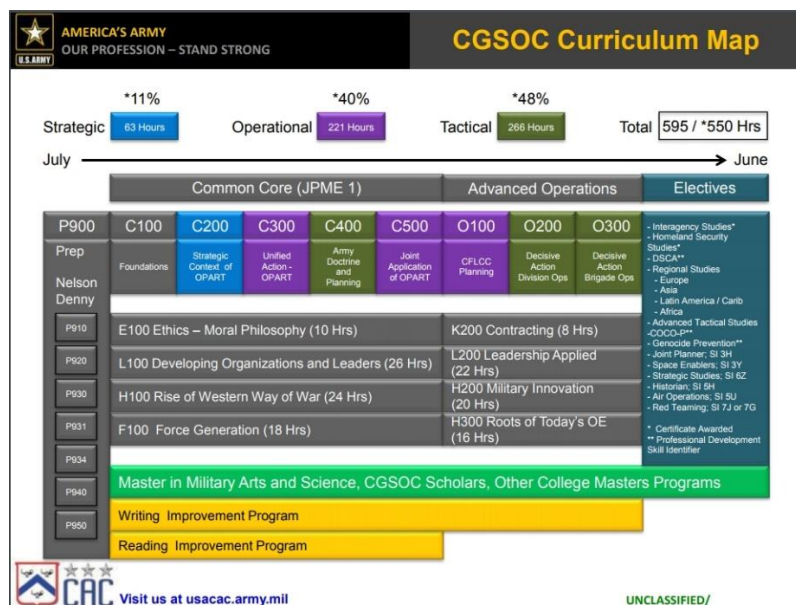 AMERICA'S ARMY
OUR PROFESSION – STAND STRONG
U.S.ARMY
CGSOC Curriculum Map
*11%
*40%
*48%
Strategic
63 Hours
Operational
221 Hours
Tactical
266 Hours
Total
595 / *550 Hrs
July
June
Common Core (JPME 1)
Advanced Operations
Electives
P900
Prep
Nelson
Denny
P910
P920
P930
P931
P934
P940
P950
C100
Foundations
C200
Strategic
Context of
OPART
C300
Unified
Action -
OPART
C400
Army
Doctrine
and
Planning
C500
Joint
Application
of OPART
O100
CFLCC
Planning
O200
Decisive
Action
Division Ops
O300
Decisive
Action
Brigade Ops
E100 Ethics – Moral Philosophy (10 Hrs)
L100 Developing Organizations and Leaders (26 Hrs)
H100 Rise of Western Way of War (24 Hrs)
F100 Force Generation (18 Hrs)
K200 Contracting (8 Hrs)
L200 Leadership Applied
(22 Hrs)
H200 Military Innovation
(20 Hrs)
H300 Roots of Today's OE
(16 Hrs)
- Interagency Studies*
- Homeland Security
Studies*
- DSCA**
- Regional Studies
- Europe
- Asia
- Latin America / Carib
- Africa
- Advanced Tactical Studies
-COCO-P**
- Genocide Prevention**
- Joint Planner; SI 3H
- Space Enablers; SI 3Y
- Strategic Studies; SI 6Z
- Historian; SI 5H
- Air Operations; SI 5U
- Red Teaming; SI 7J or 7G
* Certificate Awarded
** Professional Development
Skill Identifier
Master in Military Arts and Science, CGSOC Scholars, Other College Masters Programs
Writing Improvement Program
Reading Improvement Program
CAC
Visit us at usacac.army.mil
UNCLASSIFIED/